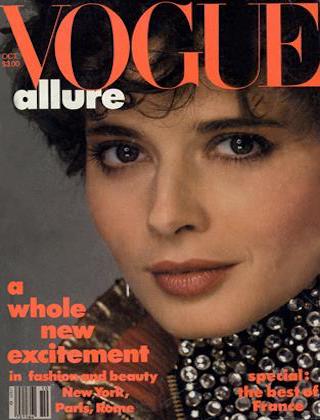 VOGUE
OCT.
$3.00
allure
a
whole
new
excitement
in fashion and beauty
New York,
Paris, Rome
special:
the best of
France